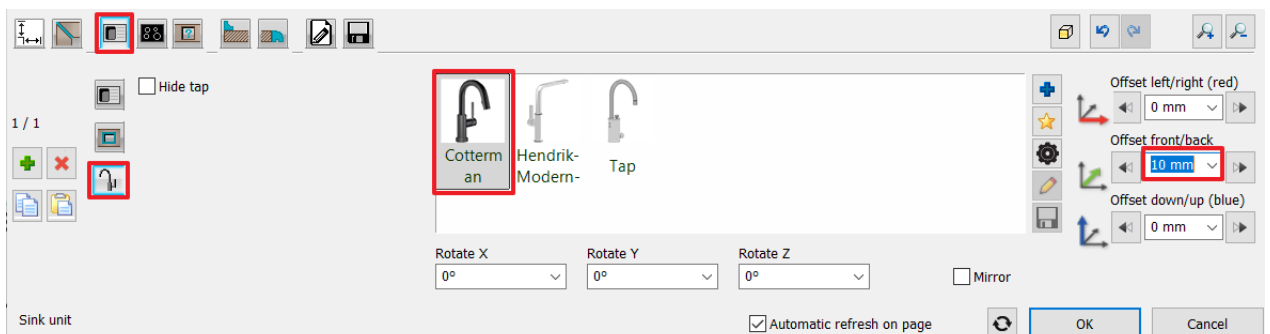 Hide tap
1 / 1
Cotterm
an
Hendrik-
Modern-
Tap
Offset left/right (red)
0 mm
Offset front/back
10 mm
Offset down/up (blue)
0 mm
Rotate X
0°
Rotate Y
0°
Rotate Z
0°
Mirror
Sink unit
Automatic refresh on page
OK
Cancel